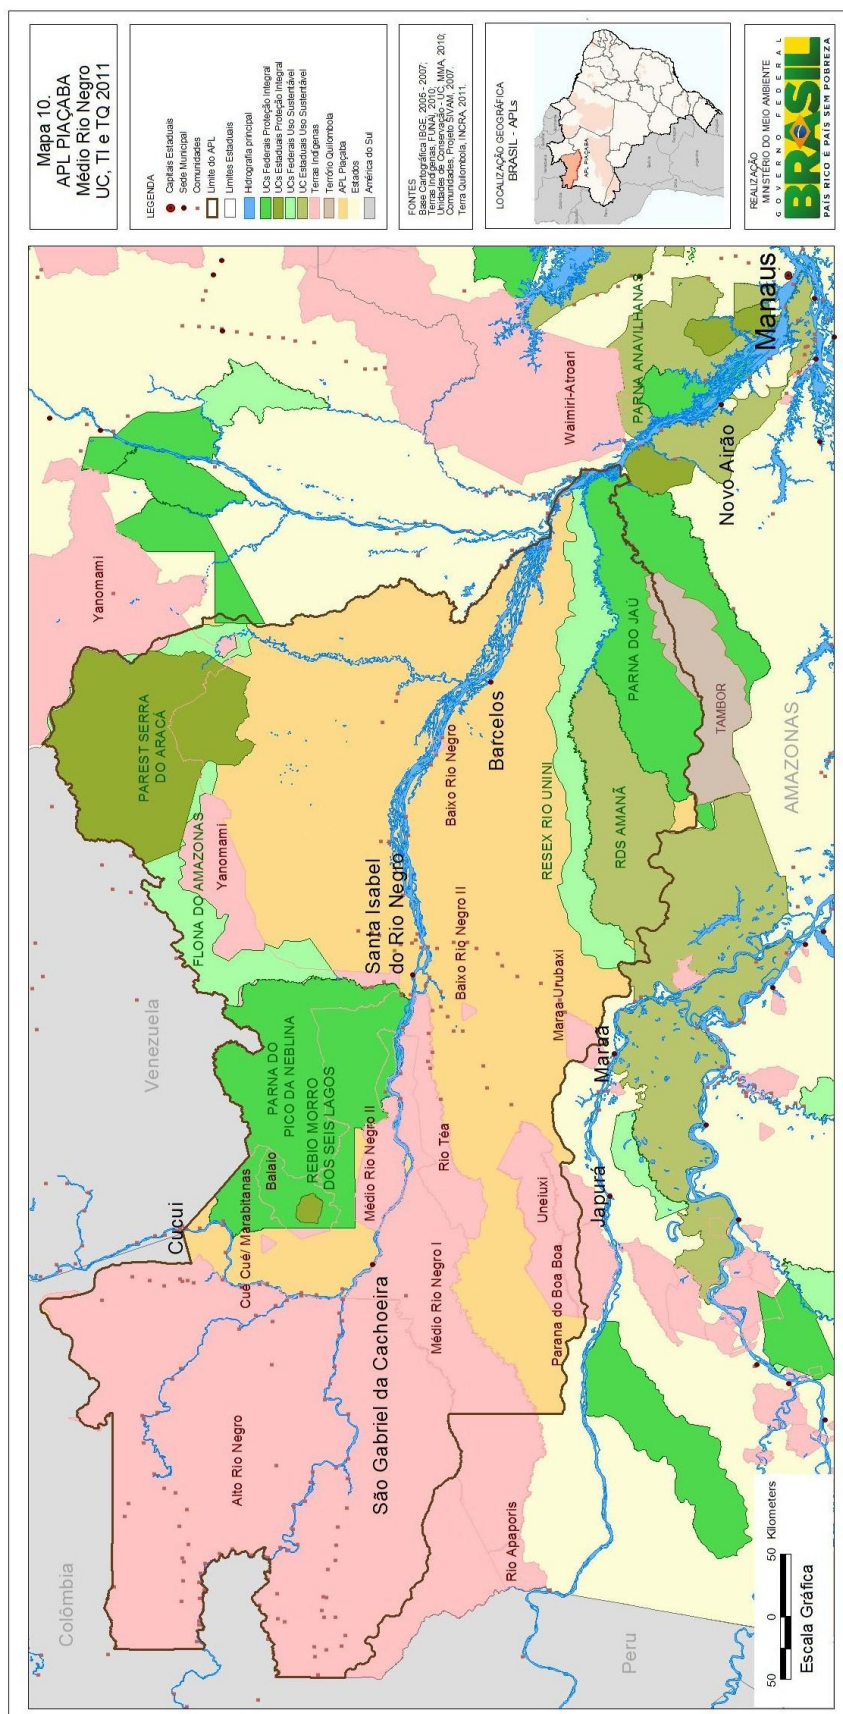 Mapa 10.
APL PIAÇABA
Médio Rio Negro
UC, TI e TQ 2011
LEGENDA
Capitais Estaduais
Sede Municipal
Comunidades
Limite do APL
Limites Estaduais
Hidrografia principal
UCs Federais Proteção Integral
UCs Estaduais Proteção Integral
UCs Federais Uso Sustentável
UC Estaduais Uso Sustentável
Terras Indígenas
Terrório Quilombola
APL Piaçaba
Estados
América do Sul
FONTES
Base Cartográfica IBGE, 2005 - 2007;
Terras Indígenas, FUNAI, 2010;
Unidades de Conservação - UC, MMA, 2010;
Comunidades, Projeto SIVAM, 2007.
Terra Quilombola, INCRA, 2011.
LOCALIZAÇÃO GEOGRÁFICA
BRASIL - APLs
APL PIAÇABA
REALIZAÇÃO
MINISTÉRIO DO MEIO AMBIENTE
GOVERNO FEDERAL
BRASIL
PAÍS RICO É PAÍS SEM POBREZA
Colômbia
Venezuela
Peru
AMAZONAS
Cucui
Alto Rio Negro
Cué Cué/ Marabitanas
Balaio
PARNA DO
PICO DA NEBLINA
REBIO MORRO
DOS SEIS LAGOS
FLONA DO AMAZONAS
Yanomami
PAREST SERRA
DO ARACÁ
Yanomami
São Gabriel da Cachoeira
Médio Rio Negro II
Médio Rio Negro I
Rio Téa
Santa Isabel
do Rio Negro
Baixo Rio Negro II
Baixo Rio Negro
Barcelos
Waimiri-Atroari
PARNA ANAVILHANAS
Manaus
Novo Airão
Rio Apaporis
Parana do Boa Boa
Uneiuxi
Japurá
Maraã
Maraa-Urubaxi
RESEX RIO UNINI
RDS AMANÃ
PARNA DO JAÚ
TAMBOR
50 0 50 Kilometers
Escala Gráfica